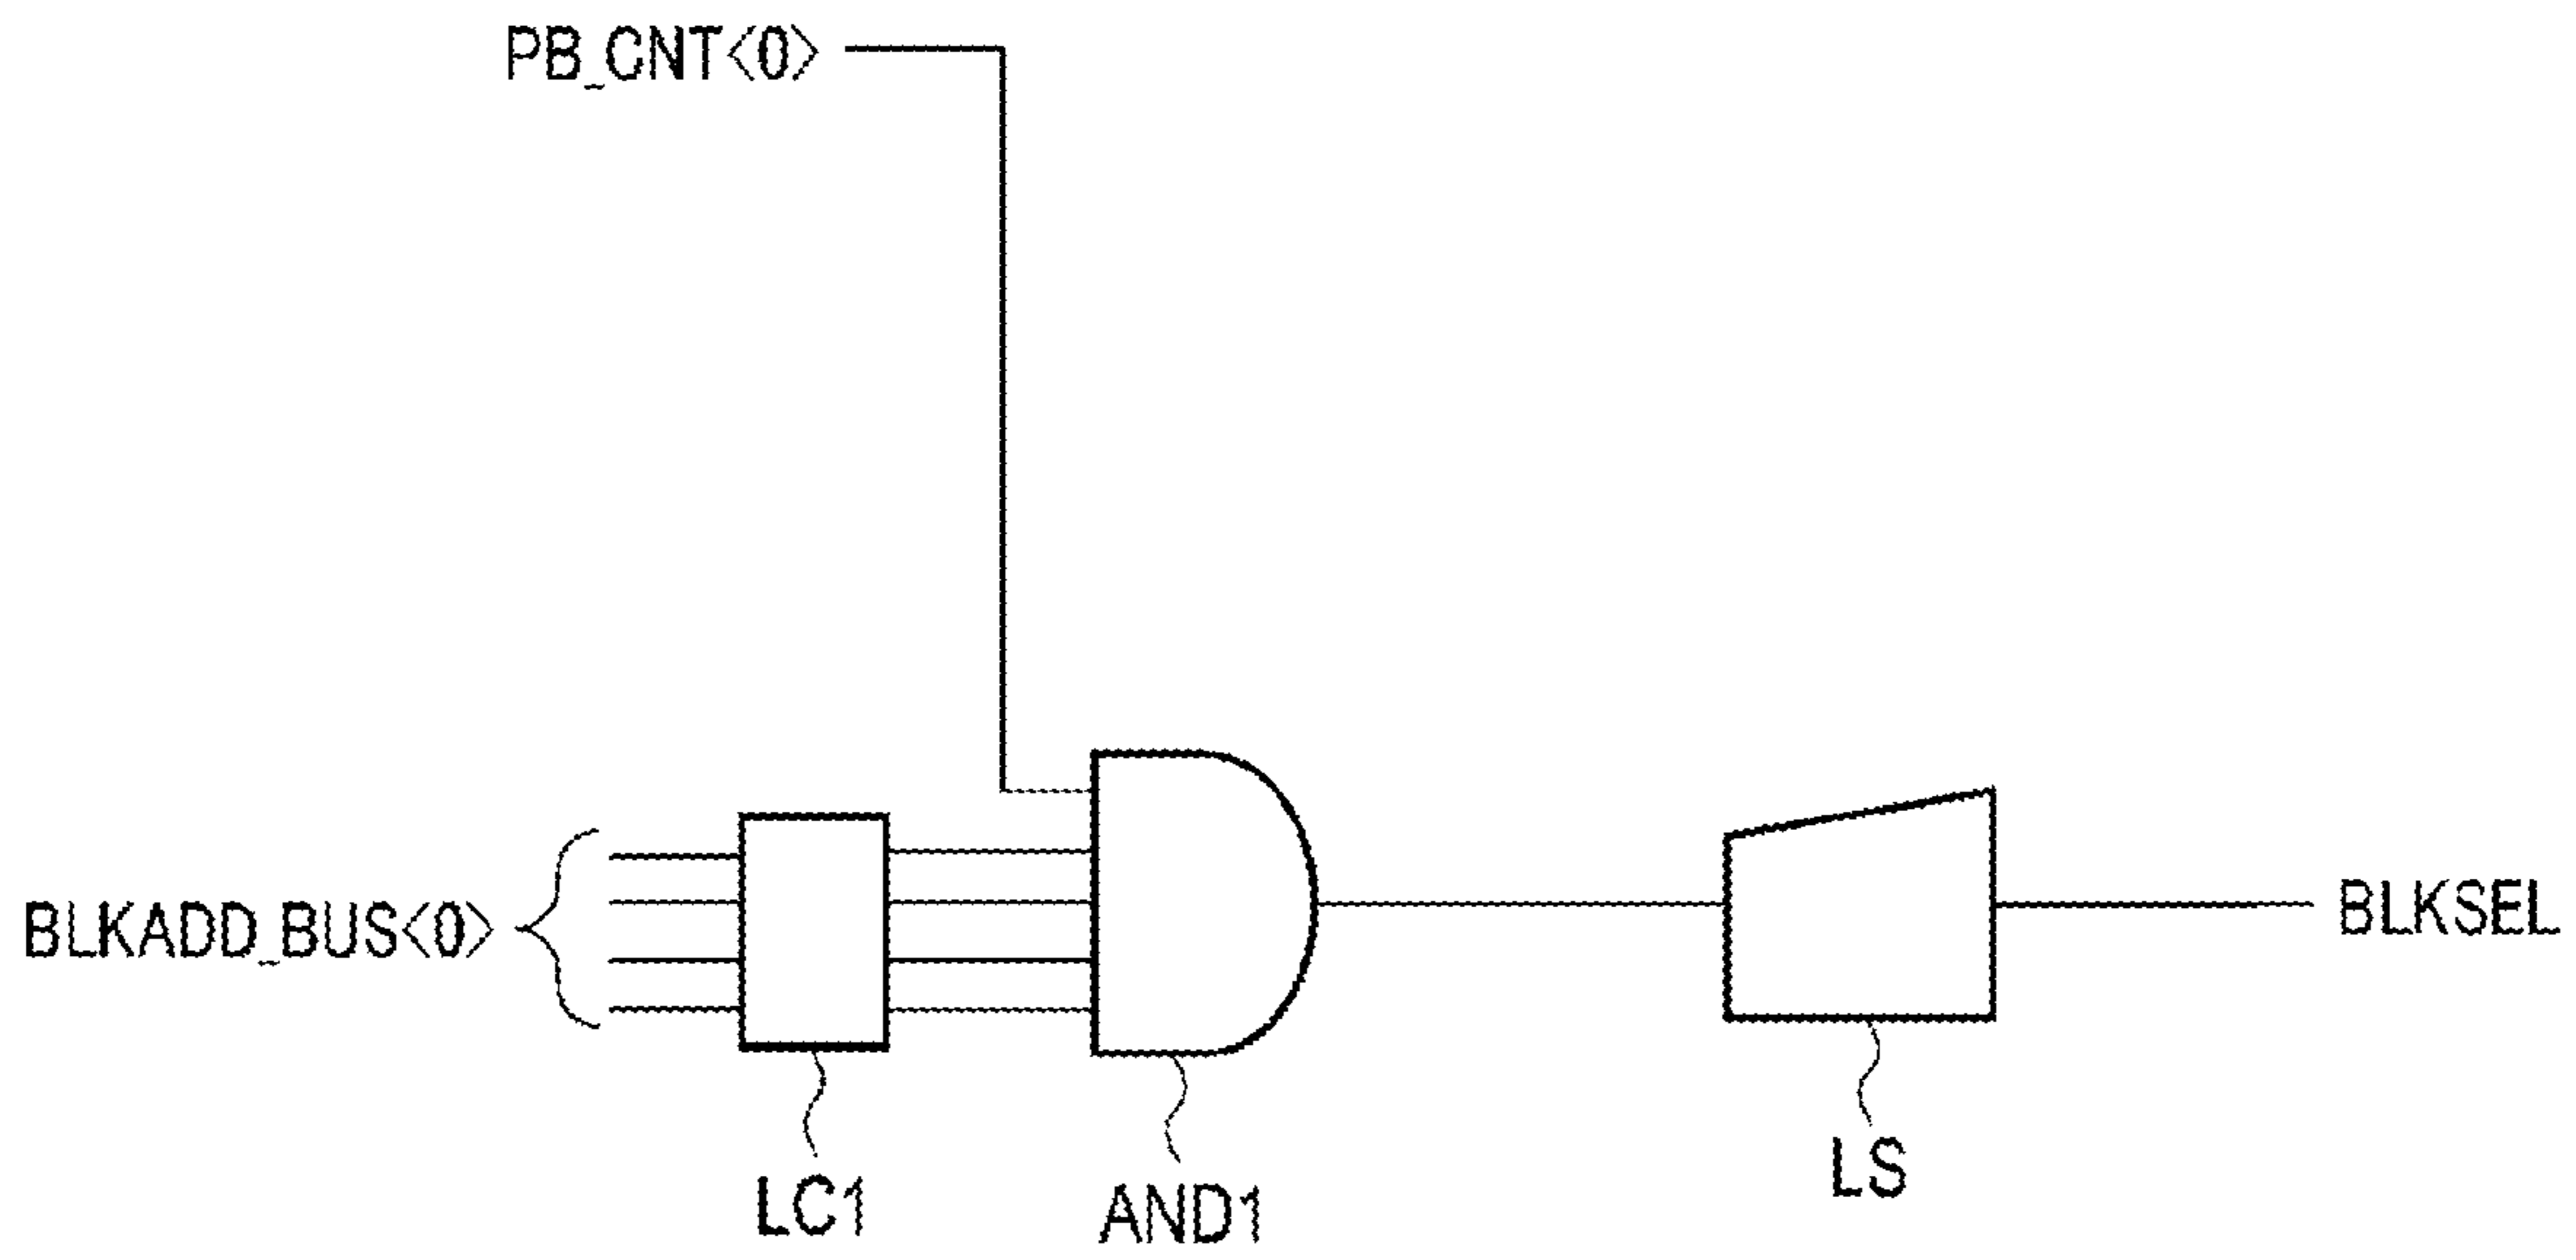 PB_CNT<0>
BLKADD_BUS<0>
BLKSEL
LC1
AND1
LS